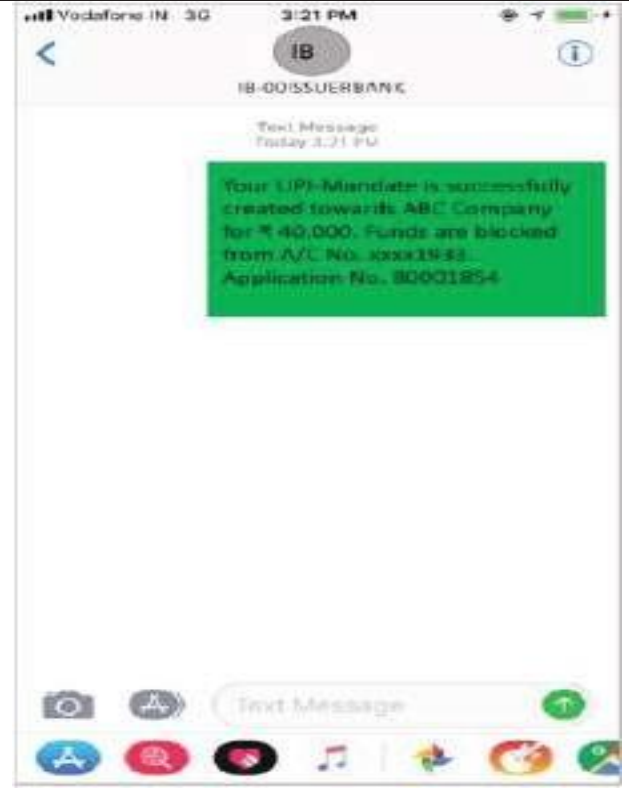 Vodafone IN 3G 3:21 PM
IB
IB-OOISSUERBANK
Text Message
Today 3:21 PM
Your UPI-Mandate is successfully
created towards ABC Company
for ₹ 40,000. Funds are blocked
from A/C No. xxxx1933.
Application No. 80001854
Text Message